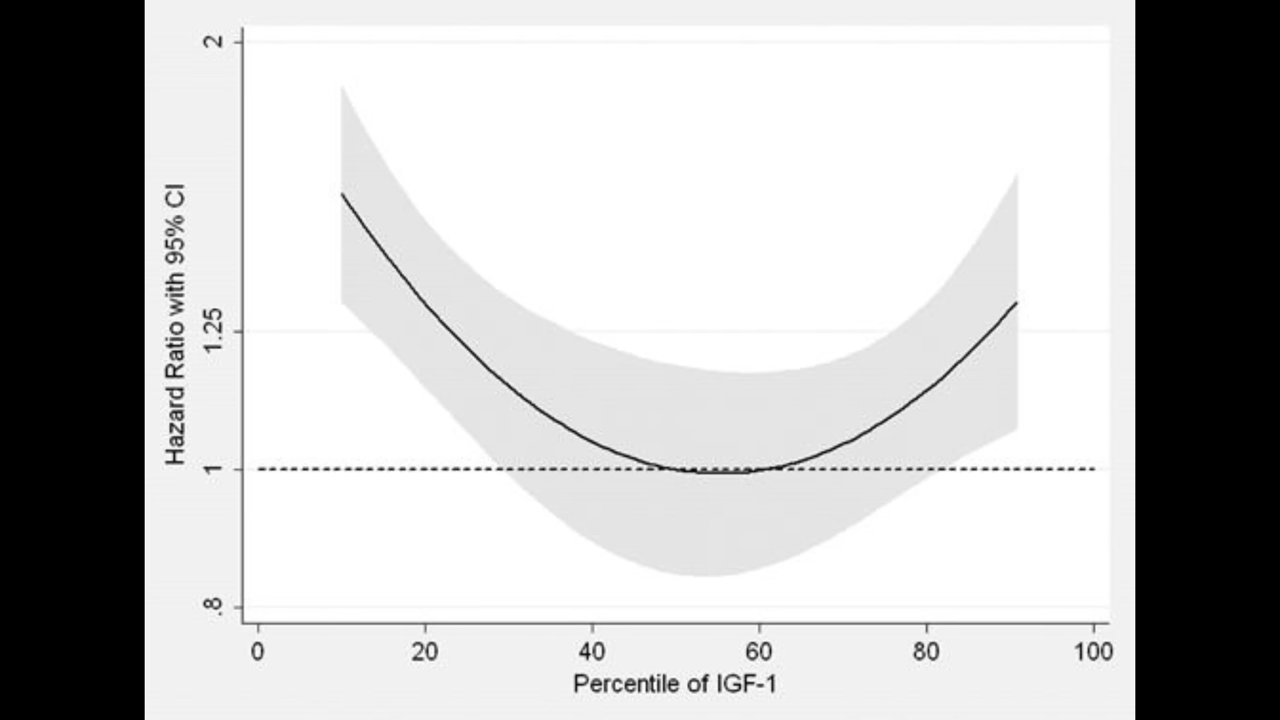 2
1.25
1
.8
Hazard Ratio with 95% CI
0 20 40 60 80 100
Percentile of IGF-1